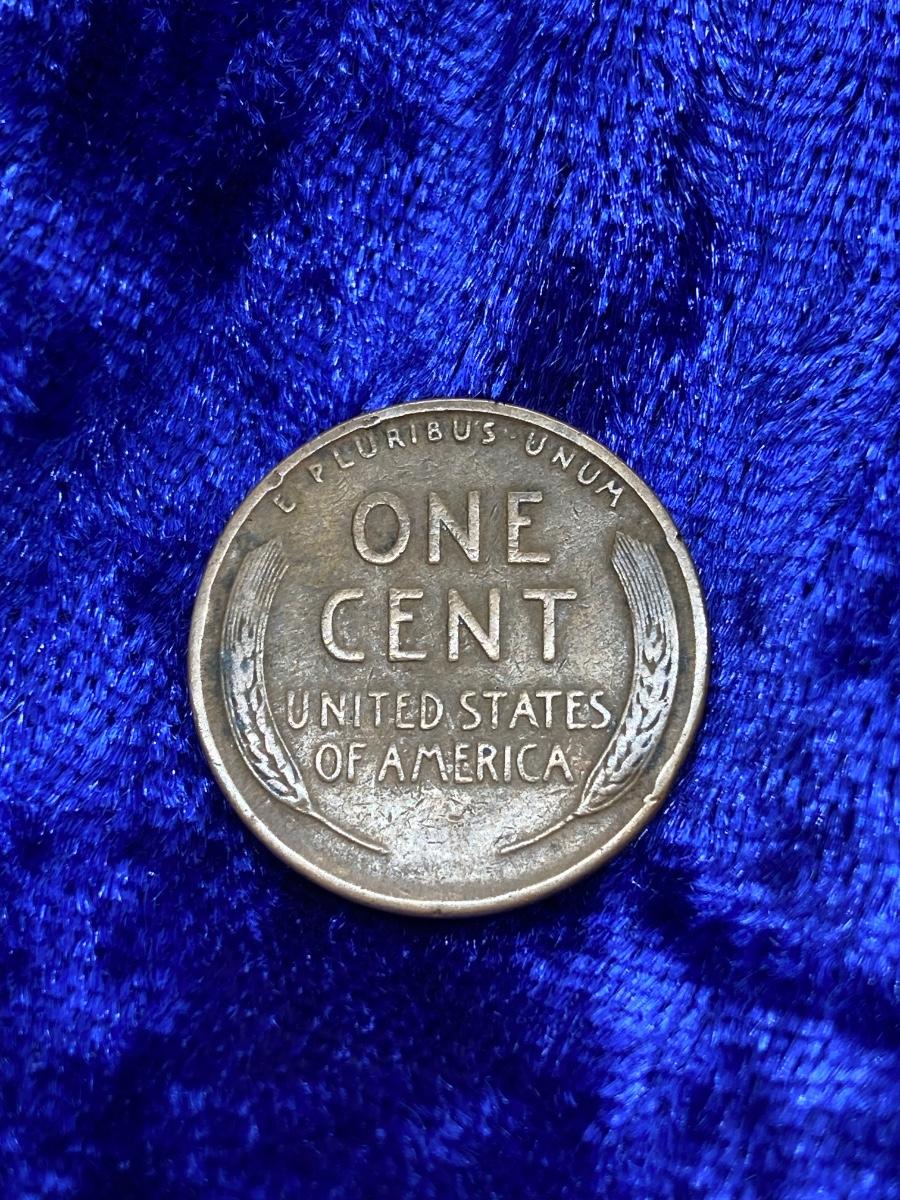 E PLURIBUS · UNUM
ONE
CENT
UNITED STATES
OF AMERICA